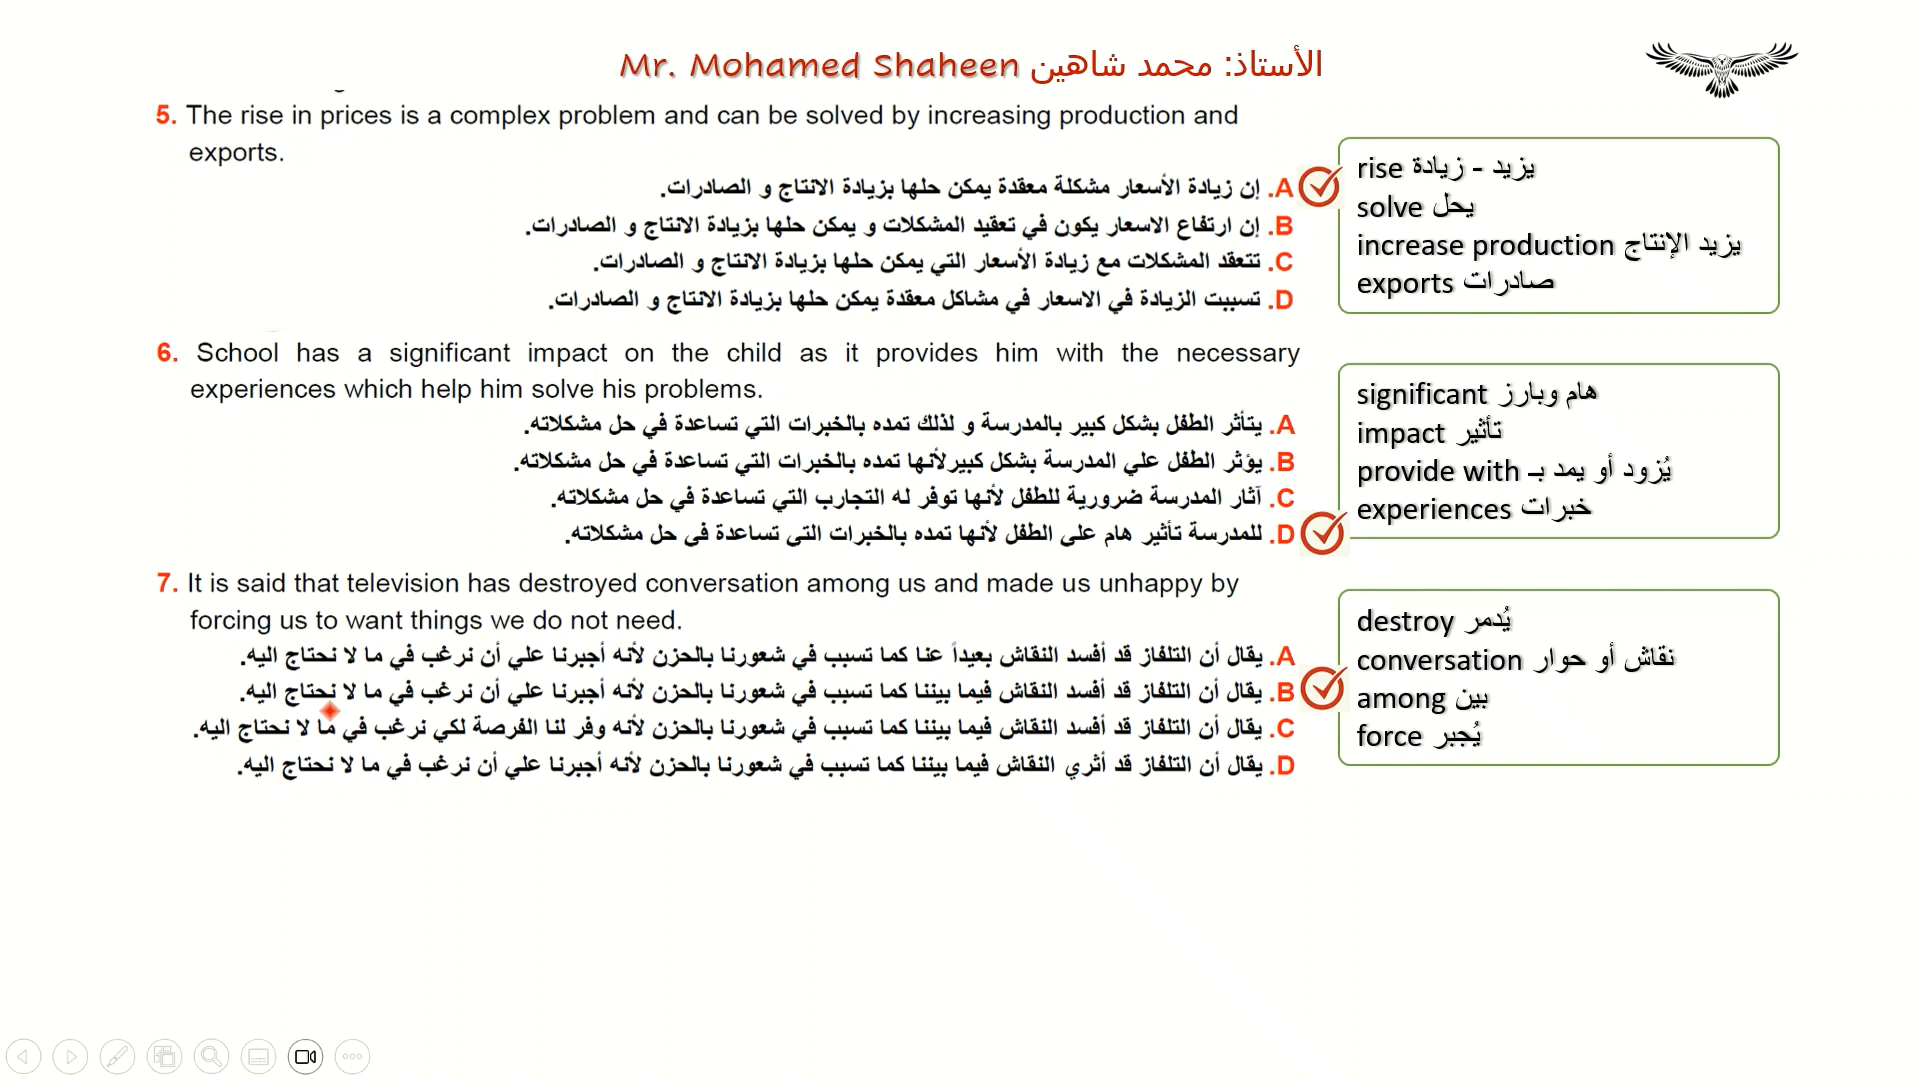 Mr. Mohamed Shaheen الأستاذ: محمد شاهين
5. The rise in prices is a complex problem and can be solved by increasing production and
exports.
A. إن زيادة الأسعار مشكلة معقدة يمكن حلها بزيادة الانتاج و الصادرات.
B. إن ارتفاع الاسعار يكون في تعقيد المشكلات و يمكن حلها بزيادة الانتاج و الصادرات.
C. تتعقد المشكلات مع زيادة الأسعار التي يمكن حلها بزيادة الانتاج و الصادرات.
D. تسببت الزيادة في الاسعار في مشاكل معقدة يمكن حلها بزيادة الانتاج و الصادرات.
rise يزيد - زيادة
solve يحل
increase production يزيد الإنتاج
exports صادرات
6. School has a significant impact on the child as it provides him with the necessary
experiences which help him solve his problems.
A. يتأثر الطفل بشكل كبير بالمدرسة و لذلك تمده بالخبرات التي تساعدة في حل مشكلاته.
B. يؤثر الطفل علي المدرسة بشكل كبيرلأنها تمده بالخبرات التي تساعدة في حل مشكلاته.
C. آثار المدرسة ضرورية للطفل لأنها توفر له التجارب التي تساعدة في حل مشكلاته.
D. للمدرسة تأثير هام علي الطفل لأنها تمده بالخبرات التي تساعدة في حل مشكلاته.
significant هام وبارز
impact تأثير
provide with يُزود أو يمد بـ
experiences خبرات
7. It is said that television has destroyed conversation among us and made us unhappy by
forcing us to want things we do not need.
A. يقال أن التلفاز قد أفسد النقاش بعيداً عنا كما تسبب في شعورنا بالحزن لأنه أجبرنا علي أن نرغب في ما لا نحتاج اليه.
B. يقال أن التلفاز قد أفسد النقاش فيما بيننا كما تسبب في شعورنا بالحزن لأنه أجبرنا علي أن نرغب في ما لا نحتاج اليه.
C. يقال أن التلفاز قد أفسد النقاش فيما بيننا كما تسبب في شعورنا بالحزن لأنه وفر لنا الفرصة لكي نرغب في ما لا نحتاج اليه.
D. يقال أن التلفاز قد أثري النقاش فيما بيننا كما تسبب في شعورنا بالحزن لأنه أجبرنا علي أن نرغب في ما لا نحتاج اليه.
destroy يُدمر
conversation نقاش أو حوار
among بين
force يُجبر